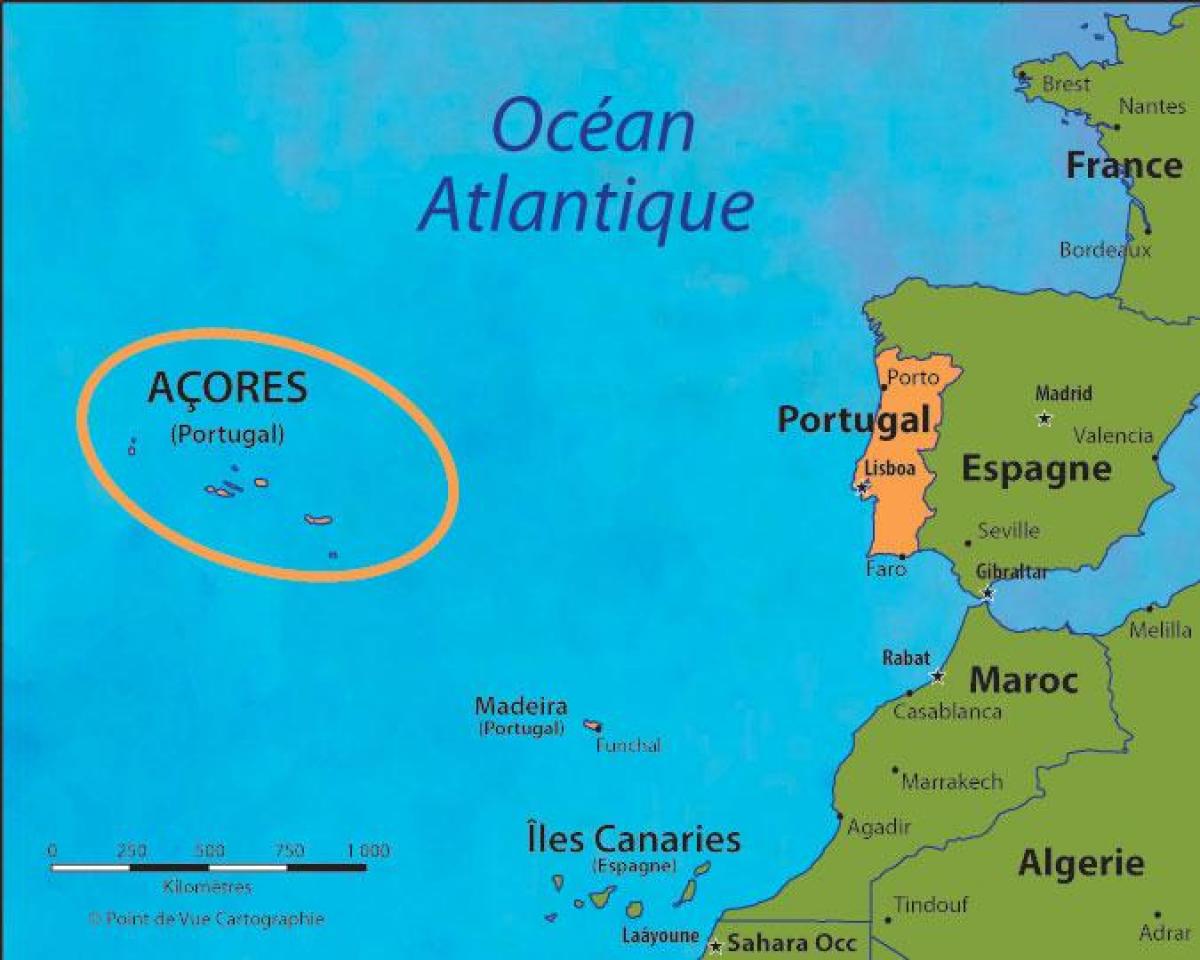 Océan
Atlantique
Brest
Nantes
France
Bordeaux
AÇORES
(Portugal)
Porto
Portugal
Lisboa
Faro
Madrid
Valencia
Espagne
Seville
Gibraltar
Melilla
Rabat
Maroc
Casablanca
Marrakech
Agadir
Madeira
(Portugal)
Funchal
Îles Canaries
(Espagne)
Algerie
Tindouf
Adrar
Laáyoune
Sahara Occ
0 250 500 750 1 000
Kilomètres
© Point de Vue Cartographie